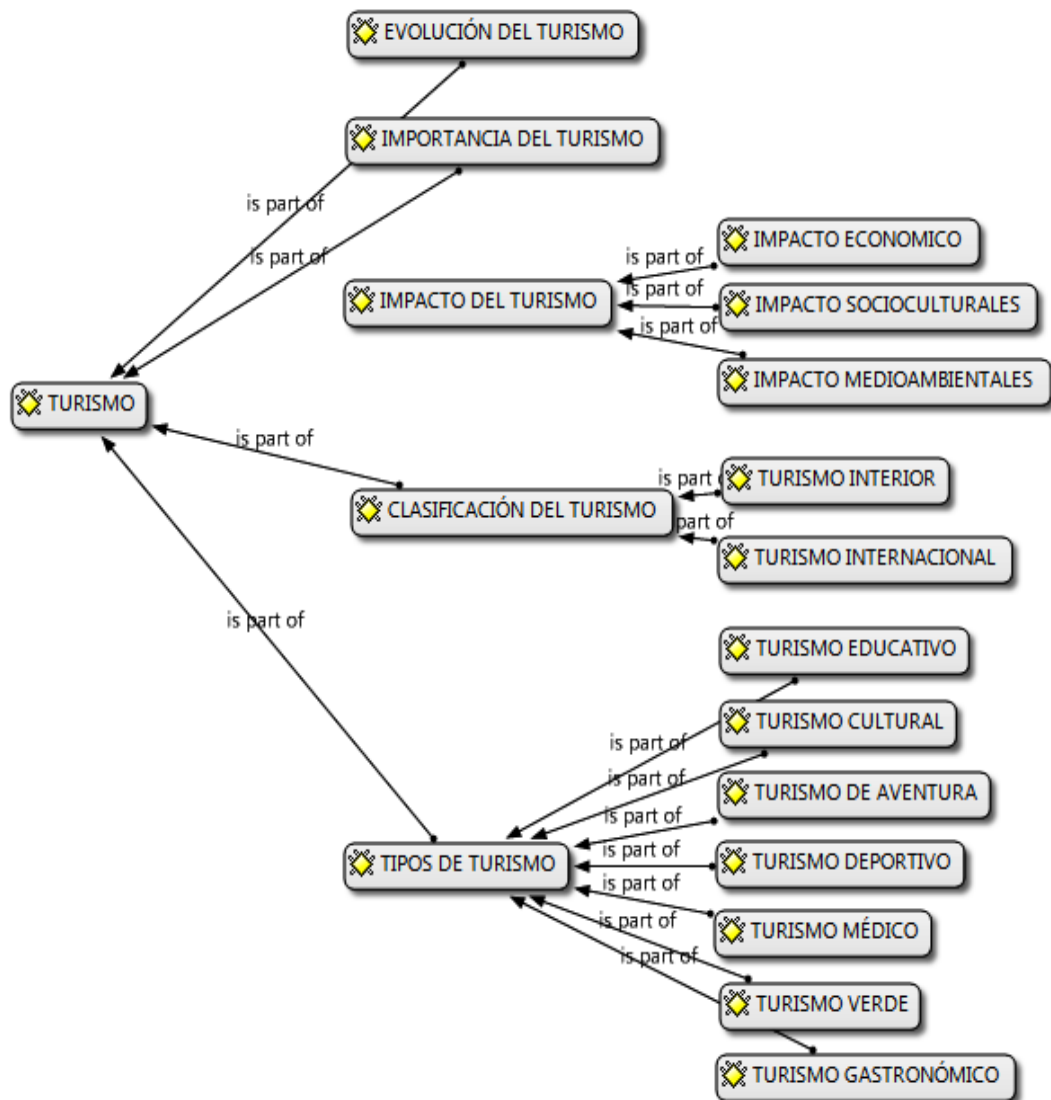 EVOLUCIÓN DEL TURISMO
IMPORTANCIA DEL TURISMO
is part of
is part of
IMPACTO ECONOMICO
is part of
IMPACTO DEL TURISMO
is part of
IMPACTO SOCIOCULTURALES
is part of
IMPACTO MEDIOAMBIENTALES
TURISMO
is part of
TURISMO INTERIOR
is part of
CLASIFICACIÓN DEL TURISMO
is part of
TURISMO INTERNACIONAL
is part of
TURISMO EDUCATIVO
TURISMO CULTURAL
is part of
is part of
TURISMO DE AVENTURA
is part of
TIPOS DE TURISMO
is part of
TURISMO DEPORTIVO
is part of
TURISMO MÉDICO
is part of
is part of
TURISMO VERDE
TURISMO GASTRONÓMICO